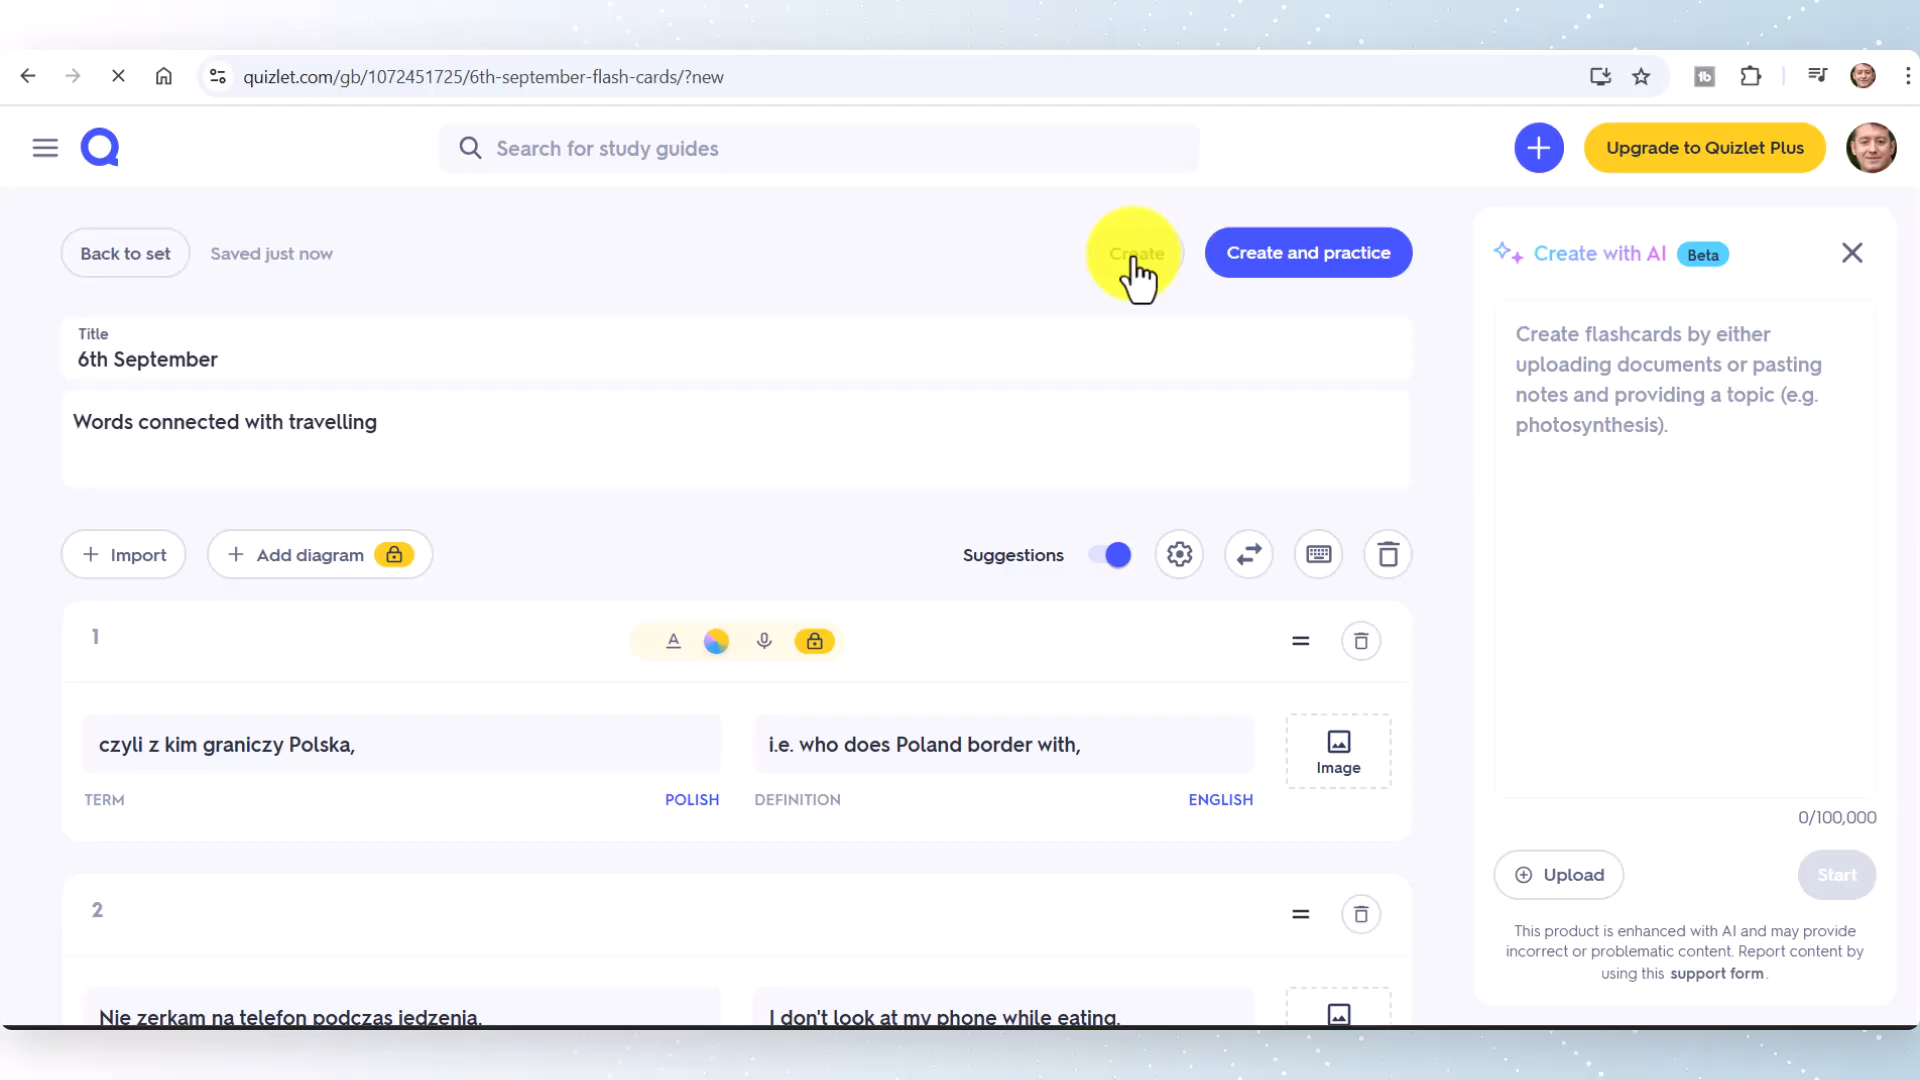 quizlet.com/gb/1072451725/6th-september-flash-cards/?new
Search for study guides
Upgrade to Quizlet Plus
Back to set
Saved just now
Create
Create and practice
Create with AI Beta
Title
6th September
Create flashcards by either
uploading documents or pasting
notes and providing a topic (e.g.
photosynthesis).
Words connected with travelling
+ Import
+ Add diagram
Suggestions
1
czyli z kim graniczy Polska,
i.e. who does Poland border with,
Image
TERM
POLISH
DEFINITION
ENGLISH
0/100,000
Upload
Start
2
This product is enhanced with AI and may provide
incorrect or problematic content. Report content by
using this support form.
Nie zerkam na telefon podczas jedzenia.
I don't look at my phone while eating.